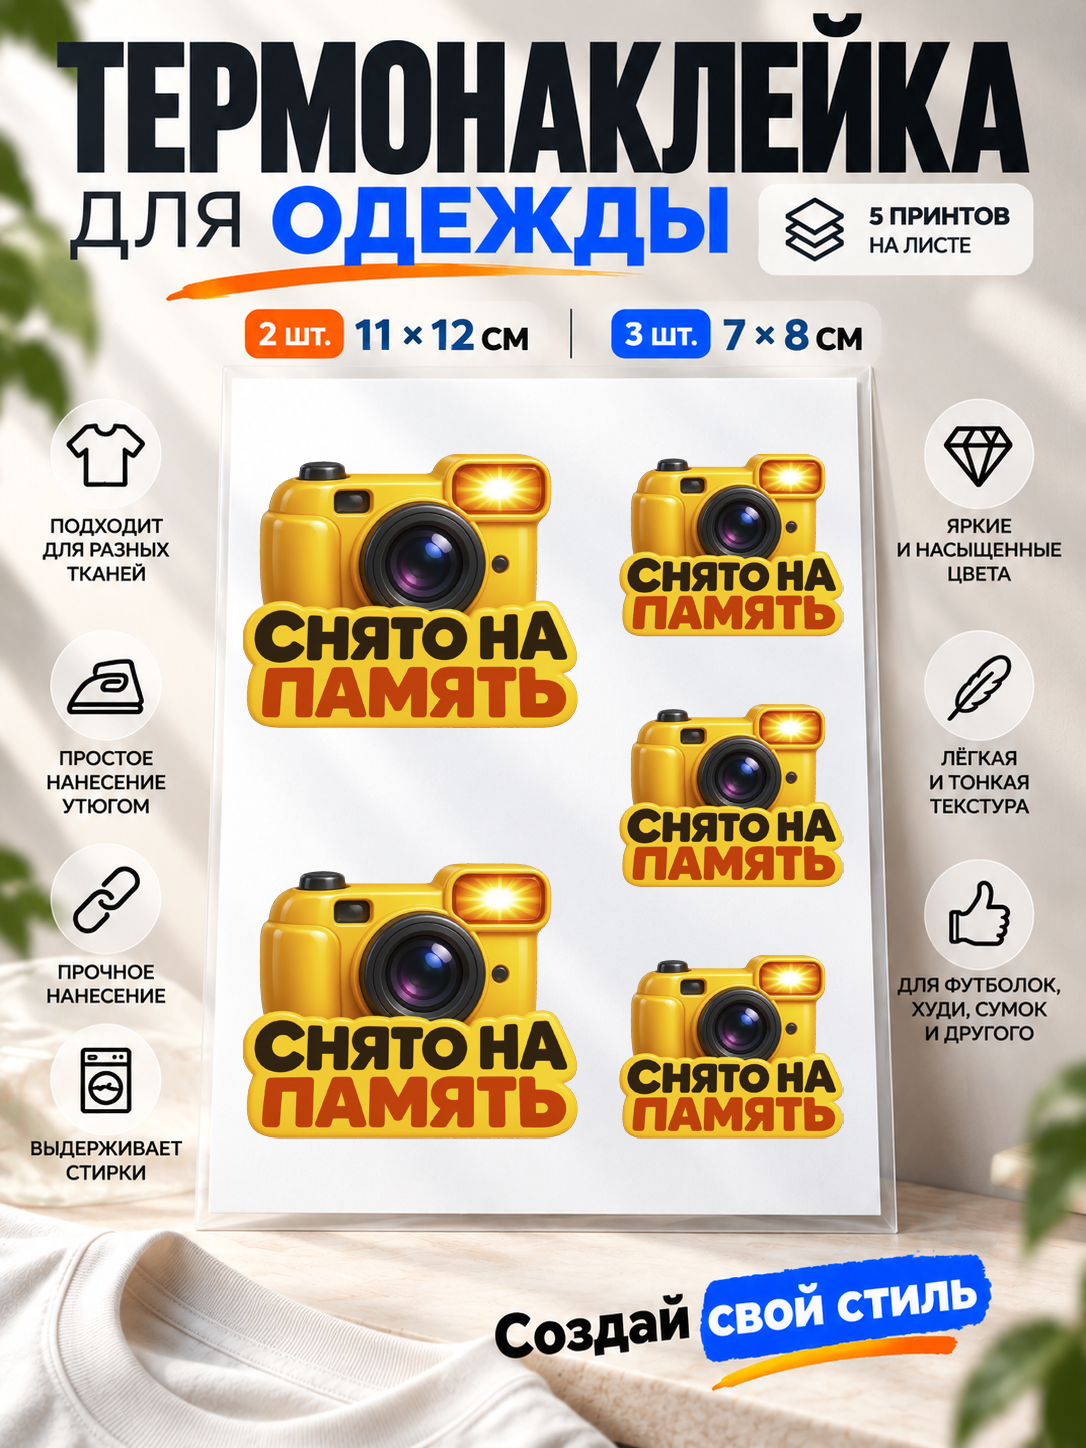 ТЕРМОНАКЛЕЙКА
ДЛЯ ОДЕЖДЫ
5 ПРИНТОВ
НА ЛИСТЕ
2 шт. 11 × 12 см
3 шт. 7 × 8 см
ПОДХОДИТ
ДЛЯ РАЗНЫХ
ТКАНЕЙ
ПРОСТОЕ
НАНЕСЕНИЕ
УТЮГОМ
ПРОЧНОЕ
НАНЕСЕНИЕ
ВЫДЕРЖИВАЕТ
СТИРКИ
СНЯТО НА
ПАМЯТЬ
СНЯТО НА
ПАМЯТЬ
СНЯТО НА
ПАМЯТЬ
СНЯТО НА
ПАМЯТЬ
СНЯТО НА
ПАМЯТЬ
ЯРКИЕ
И НАСЫЩЕННЫЕ
ЦВЕТА
ЛЁГКАЯ
И ТОНКАЯ
ТЕКСТУРА
ДЛЯ ФУТБОЛОК,
ХУДИ, СУМОК
И ДРУГОГО
Создай свой стиль